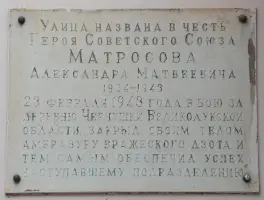 Улица названа в честь
Героя Советского Союза
Матросова
Александра Матвеевича
1924-1943
23 февраля 1943 года в бою за
деревню Чернушки Великолукской
области, закрыл своим телом
амбразуру вражеского дзота, и
тем самым обеспечил успех
наступавшему подразделению